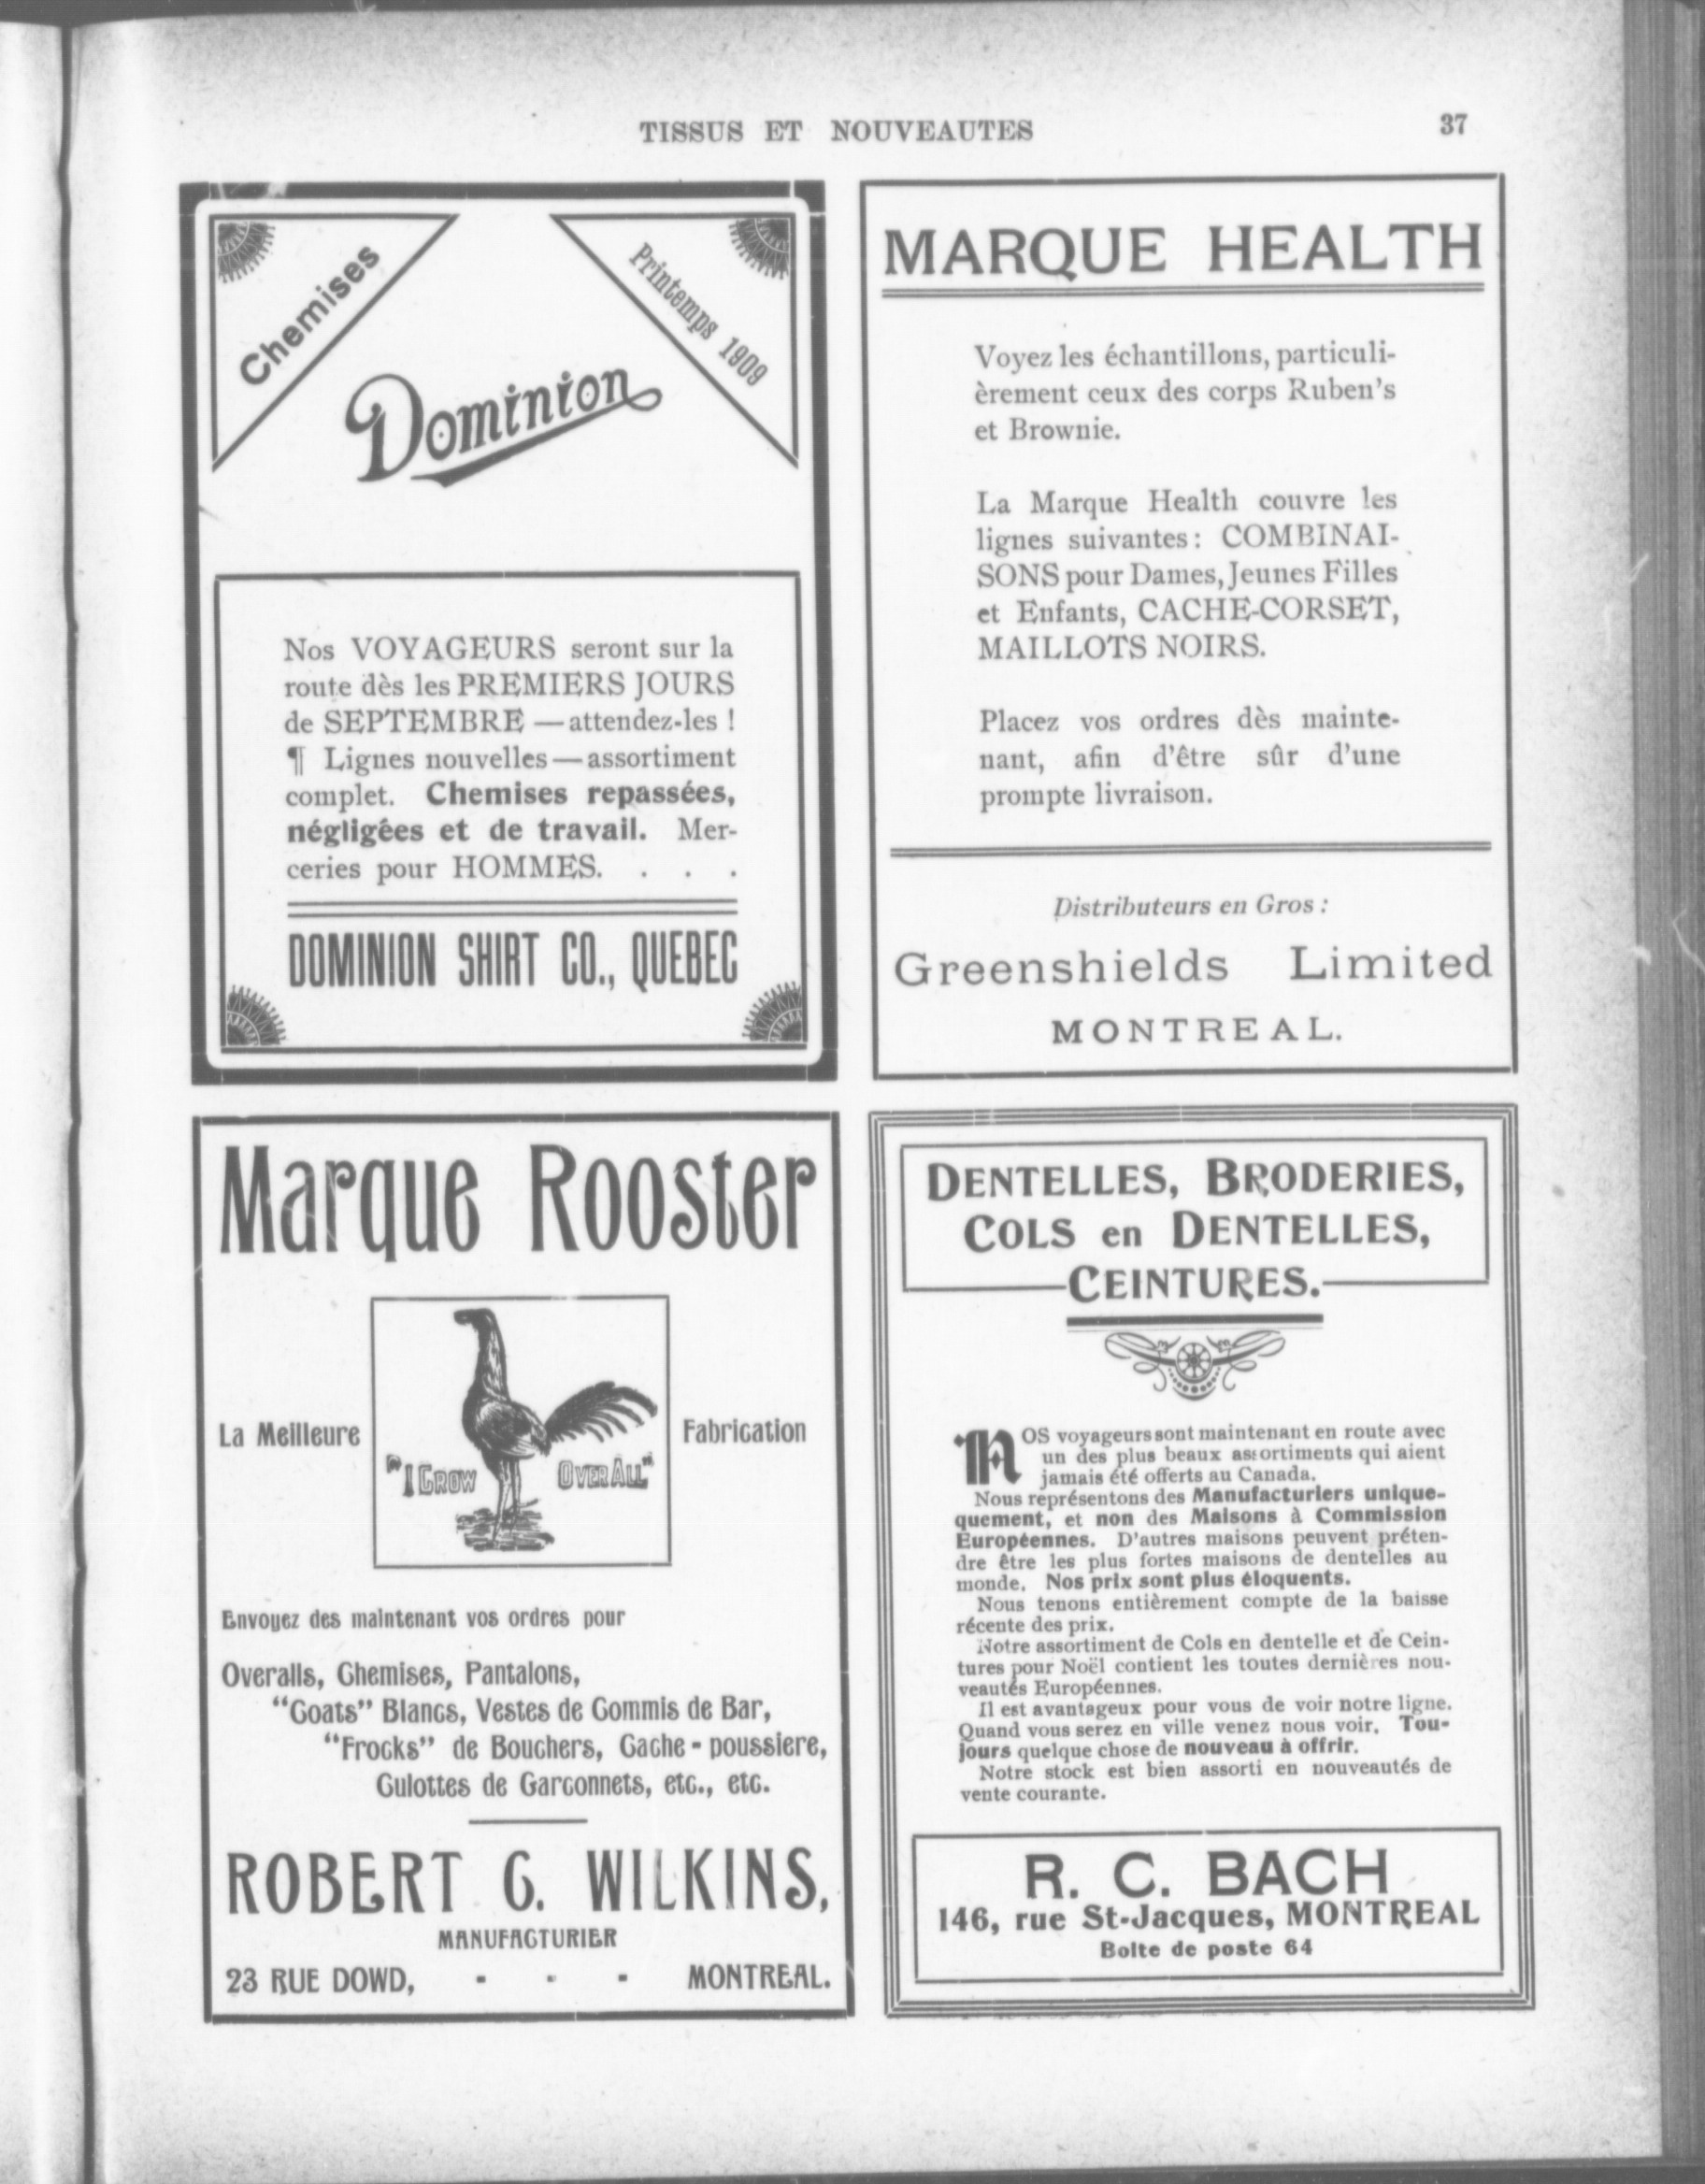 TISSUS ET NOUVEAUTES
37
Chemises
Printemps 1909
Dominion
Nos VOYAGEURS seront sur la
route dès les PREMIERS JOURS
de SEPTEMBRE — attendez-les !
¶ Lignes nouvelles — assortiment
complet. Chemises repassées,
négligées et de travail. Mer-
ceries pour HOMMES. . . .
DOMINION SHIRT CO., QUEBEC
MARQUE HEALTH
Voyez les échantillons, particuli-
èrement ceux des corps Ruben's
et Brownie.
La Marque Health couvre les
lignes suivantes: COMBINAI-
SONS pour Dames, Jeunes Filles
et Enfants, CACHE-CORSET,
MAILLOTS NOIRS.
Placez vos ordres dès mainte-
nant, afin d'être sûr d'une
prompte livraison.
Distributeurs en Gros :
Greenshields Limited
MONTREAL.
Marque Rooster
La Meilleure
Fabrication
"I CROW OVER ALL"
Envoyez des maintenant vos ordres pour
Overalls, Chemises, Pantalons,
"Coats" Blancs, Vestes de Commis de Bar,
"Frocks" de Bouchers, Cache - poussiere,
Culottes de Garconnets, etc., etc.
ROBERT G. WILKINS,
MANUFACTURIER
23 RUE DOWD, - - - MONTREAL.
DENTELLES, BRODERIES,
COLS en DENTELLES,
CEINTURES.
NOS voyageurs sont maintenant en route avec
un des plus beaux assortiments qui aient
jamais été offerts au Canada.
Nous représentons des Manufacturiers unique-
quement, et non des Maisons à Commission
Européennes. D'autres maisons peuvent préten-
dre être les plus fortes maisons de dentelles au
monde. Nos prix sont plus éloquents.
Nous tenons entièrement compte de la baisse
récente des prix.
Notre assortiment de Cols en dentelle et de Cein-
tures pour Noël contient les toutes dernières nou-
veautés Européennes.
Il est avantageux pour vous de voir notre ligne.
Quand vous serez en ville venez nous voir. Tou-
jours quelque chose de nouveau à offrir.
Notre stock est bien assorti en nouveautés de
vente courante.
R. C. BACH
146, rue St-Jacques, MONTREAL
Boite de poste 64